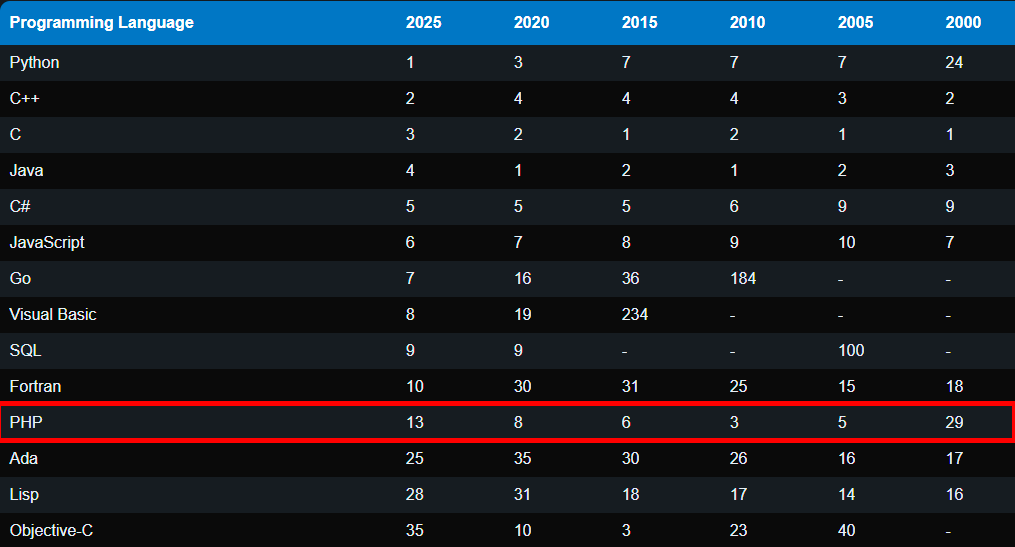 Programming Language 2025 2020 2015 2010 2005 2000
Python 1 3 7 7 7 24
C++ 2 4 4 4 3 2
C 3 2 1 2 1 1
Java 4 1 2 1 2 3
C# 5 5 5 6 9 9
JavaScript 6 7 8 9 10 7
Go 7 16 36 184 - -
Visual Basic 8 19 234 - - -
SQL 9 9 - - 100 -
Fortran 10 30 31 25 15 18
PHP 13 8 6 3 5 29
Ada 25 35 30 26 16 17
Lisp 28 31 18 17 14 16
Objective-C 35 10 3 23 40 -